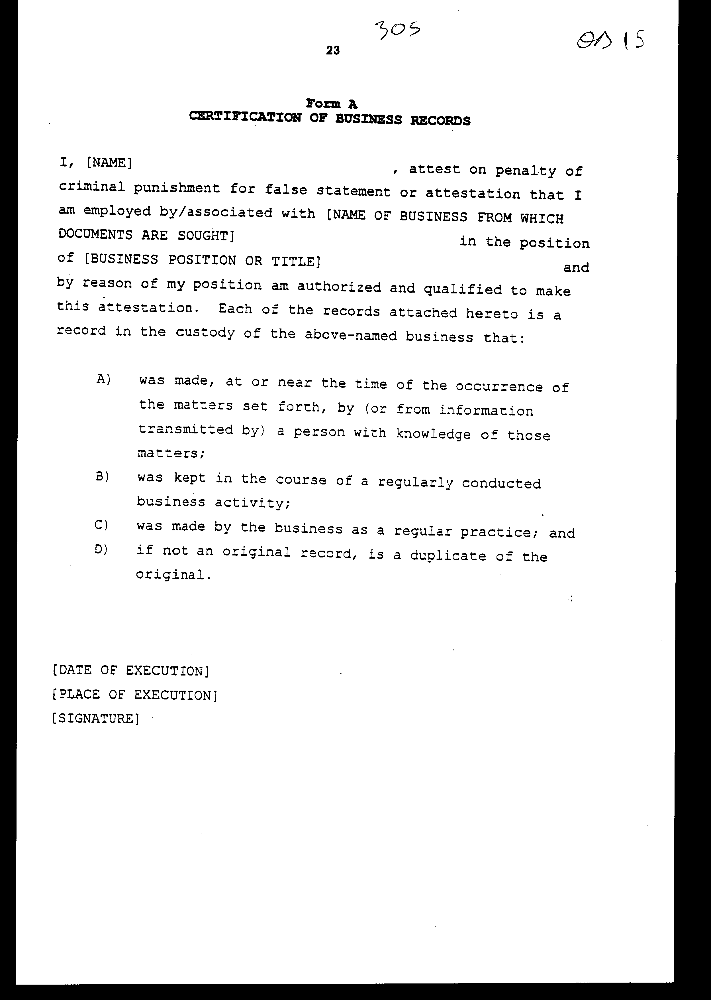 305
15
23
Form A
CERTIFICATION OF BUSINESS RECORDS
I, [NAME] , attest on penalty of
criminal punishment for false statement or attestation that I
am employed by/associated with [NAME OF BUSINESS FROM WHICH
DOCUMENTS ARE SOUGHT] in the position
of [BUSINESS POSITION OR TITLE] and
by reason of my position am authorized and qualified to make
this attestation. Each of the records attached hereto is a
record in the custody of the above-named business that:
A) was made, at or near the time of the occurrence of
the matters set forth, by (or from information
transmitted by) a person with knowledge of those
matters;
B) was kept in the course of a regularly conducted
business activity;
C) was made by the business as a regular practice; and
D) if not an original record, is a duplicate of the
original.
[DATE OF EXECUTION]
[PLACE OF EXECUTION]
[SIGNATURE]